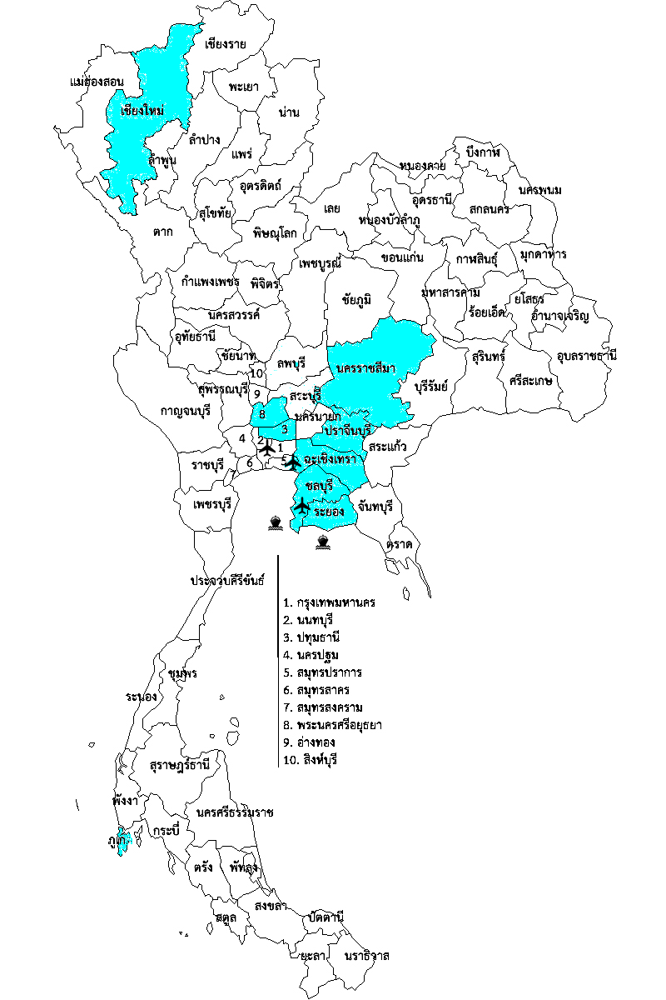 เชียงราย
แม่ฮ่องสอน
พะเยา
เชียงใหม่
น่าน
ลำปาง
แพร่
ลำพูน
บึงกาฬ
หนองคาย
อุตรดิตถ์
นครพนม
อุดรธานี
สกลนคร
เลย
สุโขทัย
หนองบัวลำภู
ตาก
พิษณุโลก
เพชรบูรณ์
ขอนแก่น
กาฬสินธุ์
มุกดาหาร
กำแพงเพชร
พิจิตร
มหาสารคาม
ชัยภูมิ
ยโสธร
ร้อยเอ็ด
อำนาจเจริญ
นครสวรรค์
อุทัยธานี
ชัยนาท
ลพบุรี
นครราชสีมา
สุรินทร์
อุบลราชธานี
10
ศรีสะเกษ
บุรีรัมย์
สุพรรณบุรี
9
สะะบุรี
กาญจนบุรี
8
นครนายก
3
ปราจีนบุรี
4
2
1
สระแก้ว
ราชบุรี
6
5
ฉะเชิงเทรา
7
ชลบุรี
เพชรบุรี
ระยอง
จันทบุรี
ตราด
ประจวบคีรีขันธ์
1. กรุงเทพมหานคร
2. นนทบุรี
3. ปทุมธานี
4. นครปฐม
5. สมุทรปราการ
6. สมุทรสาคร
7. สมุทรสงคราม
8. พระนครศรีอยุธยา
9. อ่างทอง
10. สิงห์บุรี
ชุมพร
ระนอง
สุราษฎร์ธานี
พังงา
นครศรีธรรมราช
กระบี่
ภูเก็
ตรัง
พัทลุง
สงขลา
สตูล
ปัตตานี
ยะลา
นราธิวาส